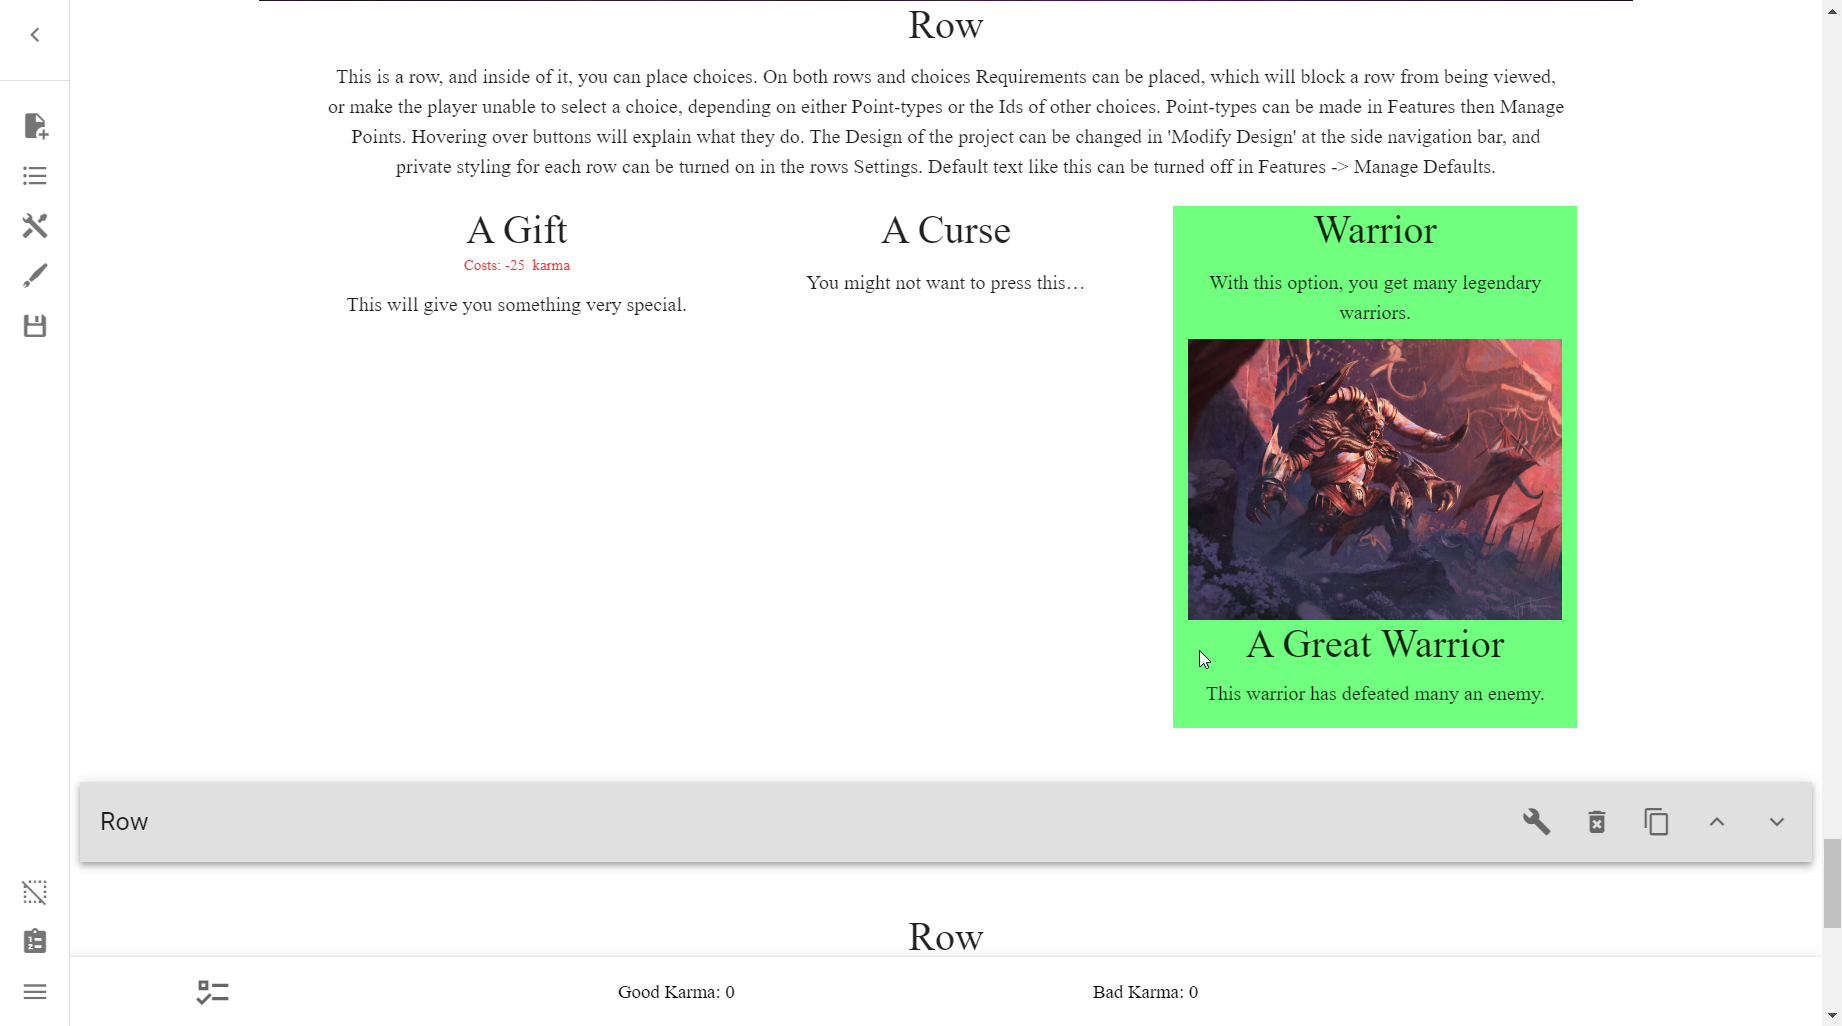 Row
This is a row, and inside of it, you can place choices. On both rows and choices Requirements can be placed, which will block a row from being viewed,
or make the player unable to select a choice, depending on either Point-types or the Ids of other choices. Point-types can be made in Features then Manage
Points. Hovering over buttons will explain what they do. The Design of the project can be changed in 'Modify Design' at the side navigation bar, and
private styling for each row can be turned on in the rows Settings. Default text like this can be turned off in Features -> Manage Defaults.
A Gift
Costs: -25 karma
This will give you something very special.
A Curse
You might not want to press this…
Warrior
With this option, you get many legendary
warriors.
A Great Warrior
This warrior has defeated many an enemy.
Row
Row
Good Karma: 0
Bad Karma: 0